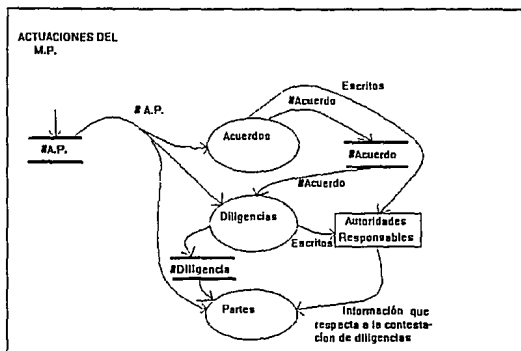 ACTUACIONES DEL
M.P.
Escritos
# A.P.
#Acuerdo
#A.P.
Acuerdos
#Acuerdo
#Acuerdo
Diligencias
Autoridades
Responsables
Escritos
#Diligencia
Partes
Información que
respecta a la contesta-
cíon de diligencias